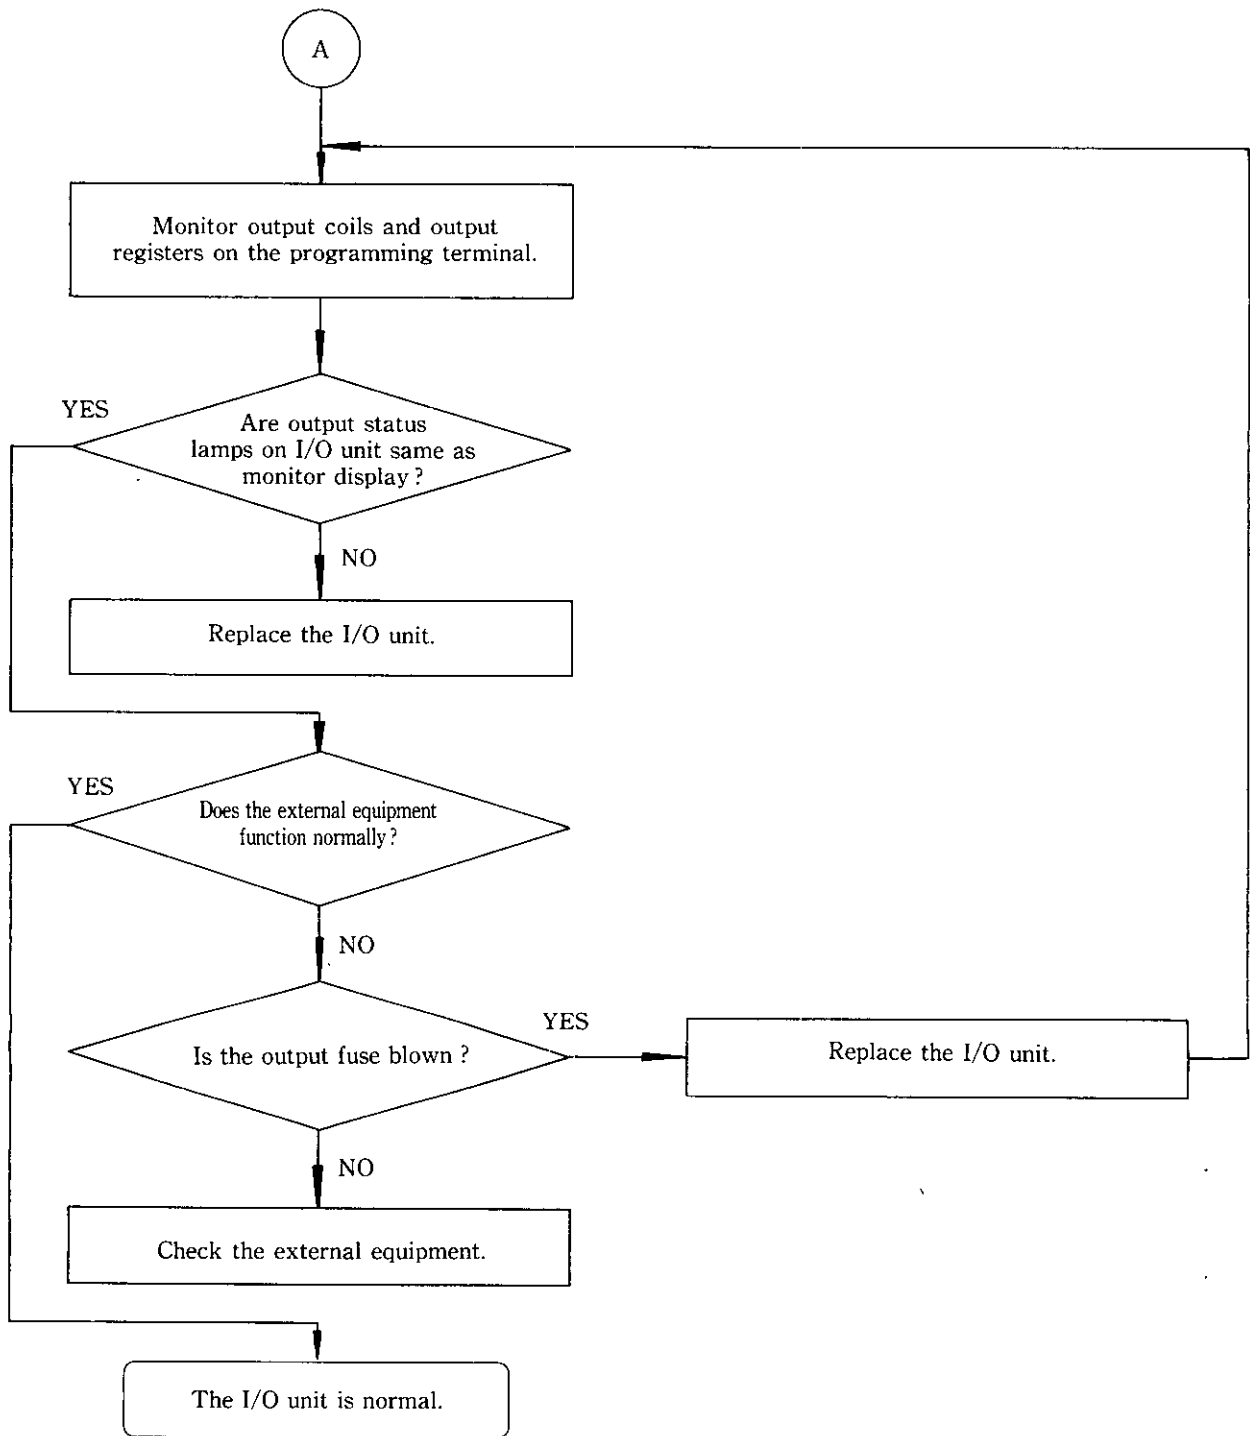 A
Monitor output coils and output
registers on the programming terminal.
YES
Are output status
lamps on I/O unit same as
monitor display ?
NO
Replace the I/O unit.
YES
Does the external equipment
function normally ?
NO
Is the output fuse blown ?
YES
Replace the I/O unit.
NO
Check the external equipment.
The I/O unit is normal.